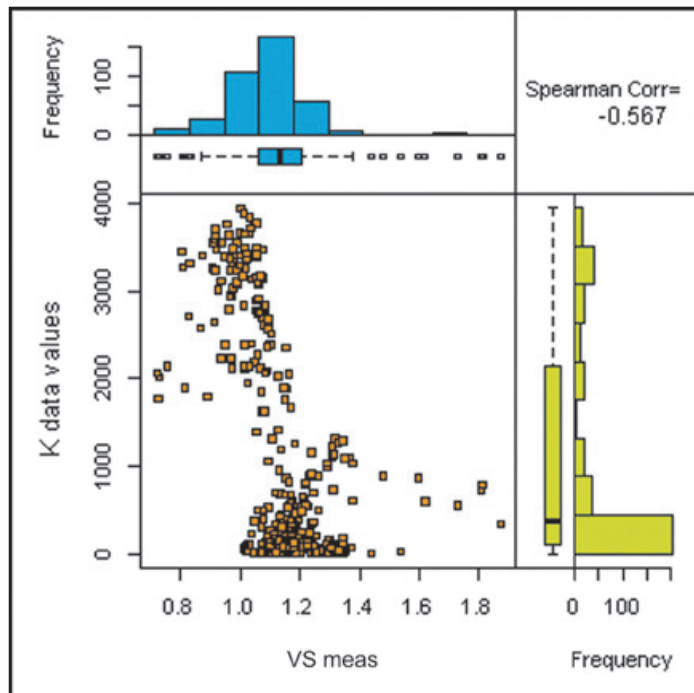 Frequency
0 100
Spearman Corr=
-0.567
K data values
0 1000 2000 3000 4000
0.8 1.0 1.2 1.4 1.6 1.8
VS meas
0 100
Frequency